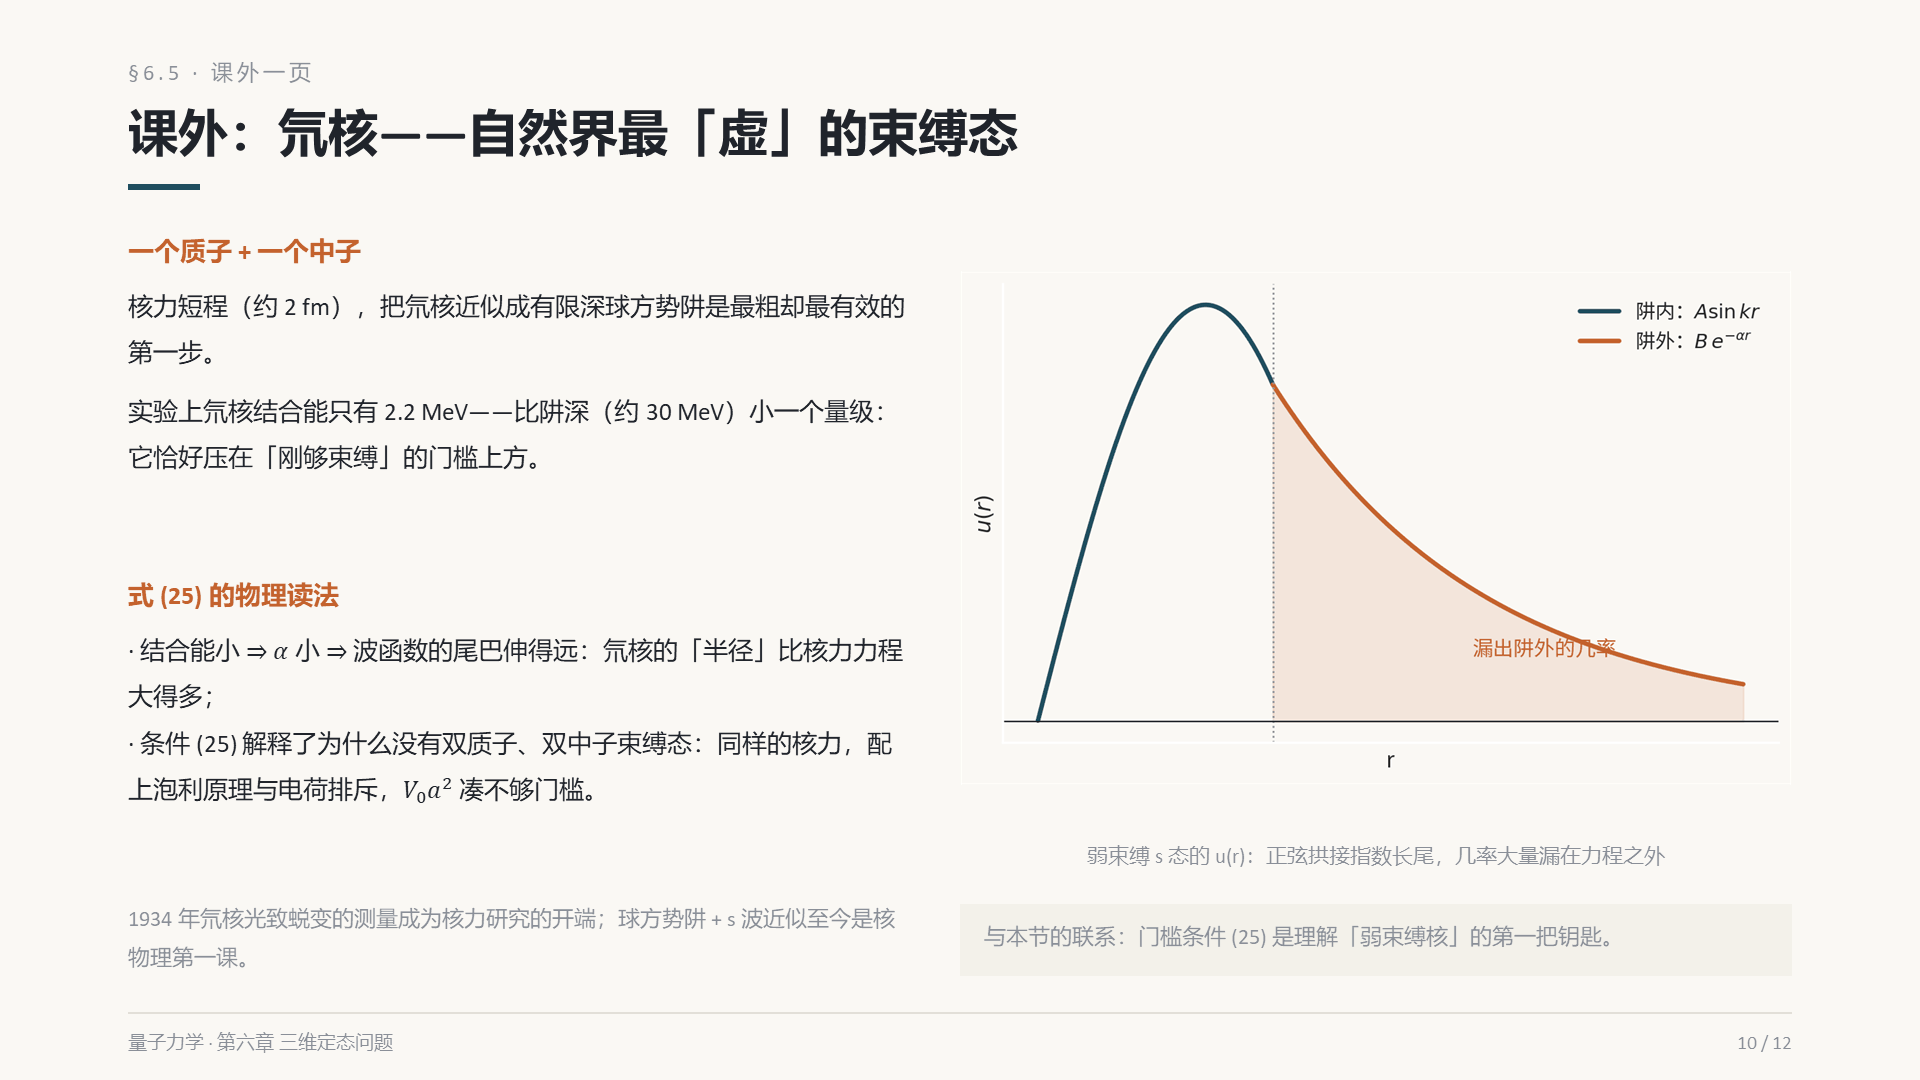 §6.5 · 课外一页
课外：氘核——自然界最「虚」的束缚态
一个质子 + 一个中子
核力短程（约 2 fm），把氘核近似成有限深球方势阱是最粗却最有效的
第一步。
实验上氘核结合能只有 2.2 MeV——比阱深（约 30 MeV）小一个量级：
它恰好压在「刚够束缚」的门槛上方。
式 (25) 的物理读法
· 结合能小 ⇒ α 小 ⇒ 波函数的尾巴伸得远：氘核的「半径」比核力力程
大得多；
· 条件 (25) 解释了为什么没有双质子、双中子束缚态：同样的核力，配
上泡利原理与电荷排斥，V₀a² 凑不够门槛。
1934 年氘核光致蜕变的测量成为核力研究的开端；球方势阱 + s 波近似至今是核
物理第一课。
阱内：A sin kr
阱外：B e^{−αr}
u(r)
漏出阱外的几率
r
弱束缚 s 态的 u(r)：正弦拱接指数长尾，几率大量漏在力程之外
与本节的联系：门槛条件 (25) 是理解「弱束缚核」的第一把钥匙。
量子力学 · 第六章 三维定态问题
10 / 12